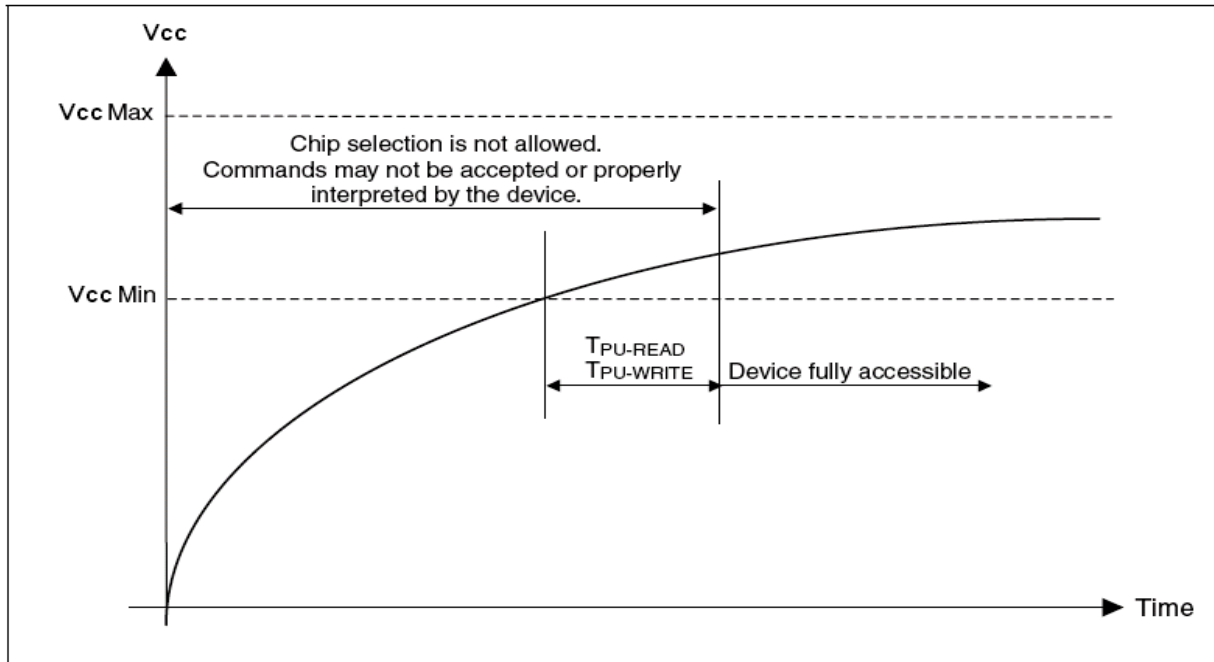 Vcc
Vcc Max
Chip selection is not allowed.
Commands may not be accepted or properly
interpreted by the device.
Vcc Min
TPU-READ
TPU-WRITE
Device fully accessible
Time